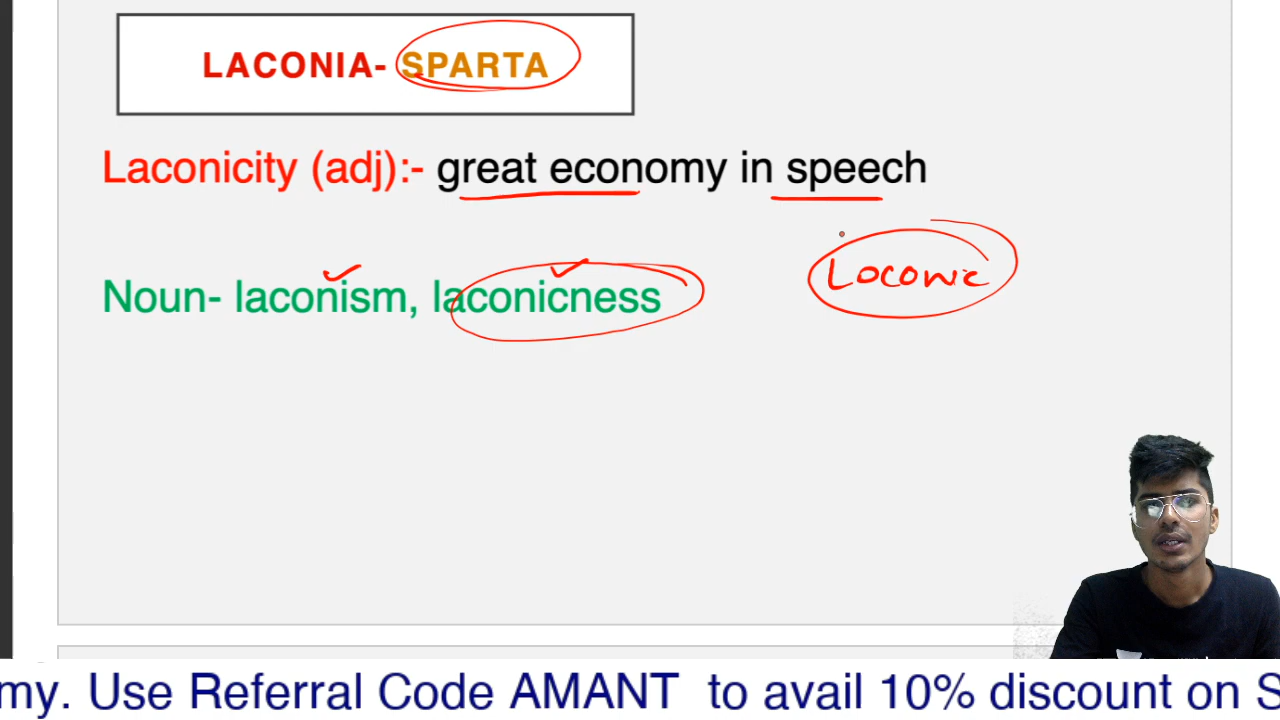 LACONIA- SPARTA
Laconicity (adj):- great economy in speech
Loconic
Noun- laconism, laconicness
my. Use Referral Code AMANT to avail 10% discount on S